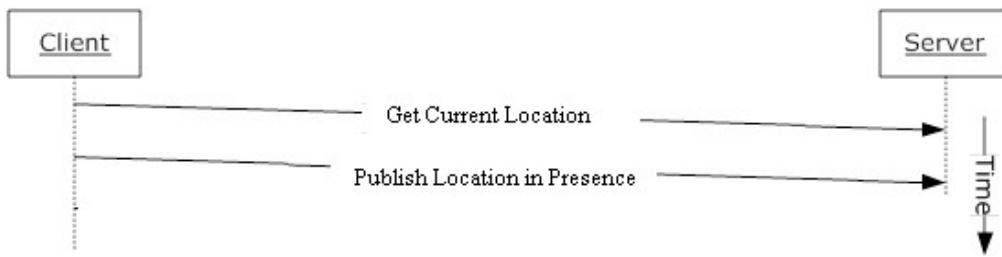 Client
Server
Get Current Location
Publish Location in Presence
Time